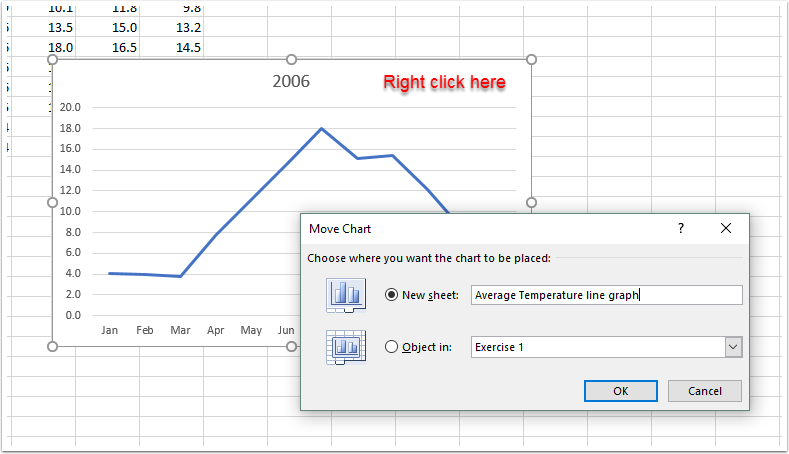 10.1 11.8 9.8
13.5 15.0 13.2
18.0 16.5 14.5
2006
Right click here
20.0
18.0
16.0
14.0
12.0
10.0
8.0
6.0
4.0
2.0
0.0
Jan Feb Mar Apr May Jun
Move Chart
?
Choose where you want the chart to be placed:
New sheet: Average Temperature line graph
Object in: Exercise 1
OK Cancel